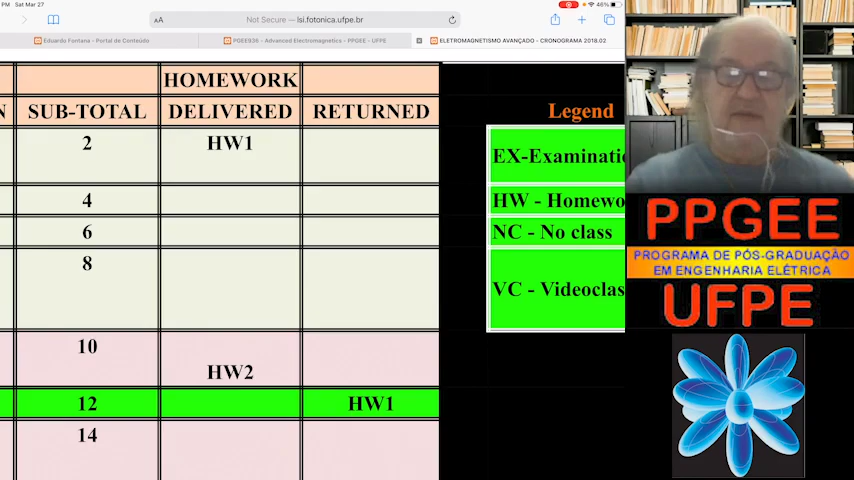 PM Sat Mar 27
46%
AA
Not Secure — lsi.fotonica.ufpe.br
Eduardo Fontana - Portal de Conteúdo
PGEE936 - Advanced Electromagnetics - PPGEE - UFPE
ELETROMAGNETISMO AVANÇADO - CRONOGRAMA 2018.02
HOMEWORK
N SUB-TOTAL DELIVERED RETURNED
2 HW1
4
6
8
10
HW2
12 HW1
14
Legend
EX-Examinatio
HW - Homewo
NC - No class
VC - Videoclas
PPGEE
PROGRAMA DE PÓS-GRADUAÇÃO
EM ENGENHARIA ELÉTRICA
UFPE